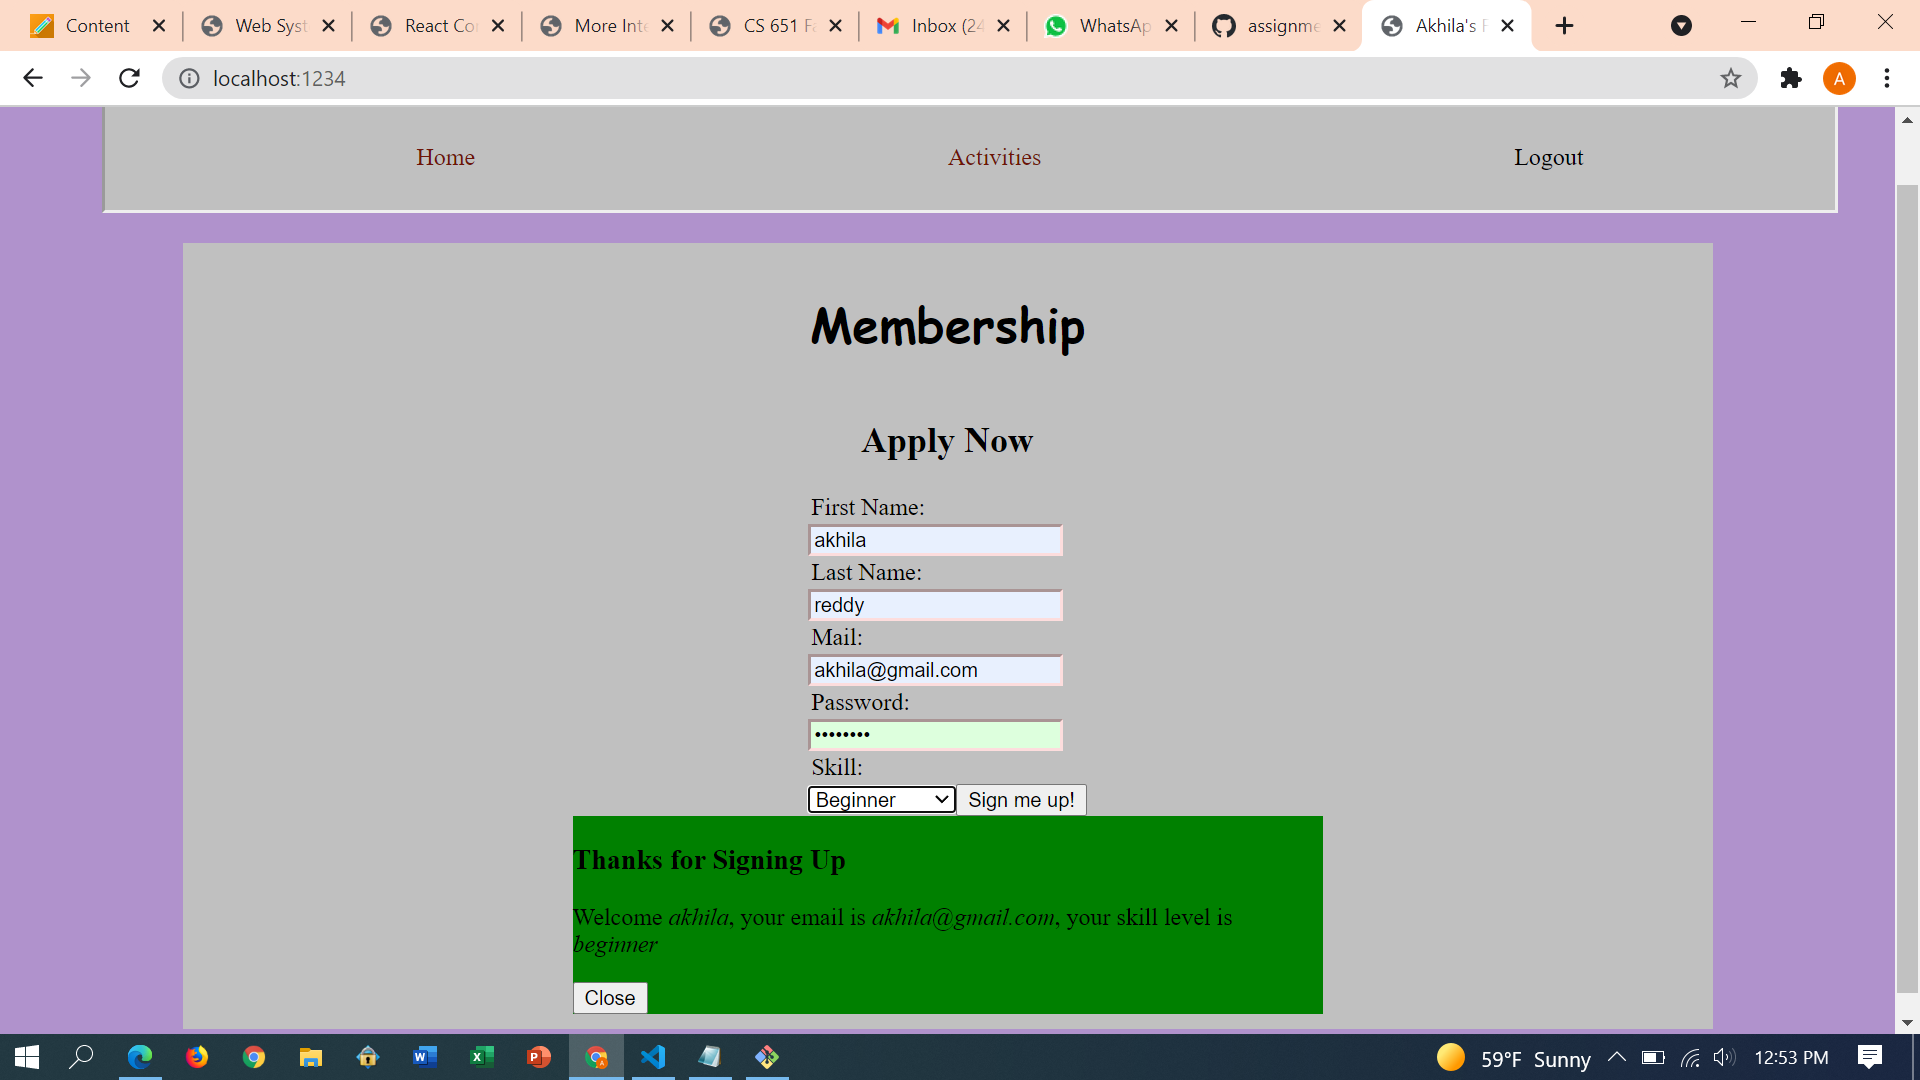 Content
Web Syst
React Co
More Inte
CS 651 Fa
Inbox (24
WhatsAp
assignme
Akhila's
localhost:1234
A
Home
Activities
Logout
Membership
Apply Now
First Name:
akhila
Last Name:
reddy
Mail:
akhila@gmail.com
Password:
••••••••
Skill:
Beginner Sign me up!
Thanks for Signing Up
Welcome akhila, your email is akhila@gmail.com, your skill level is
beginner
Close
59°F Sunny
12:53 PM